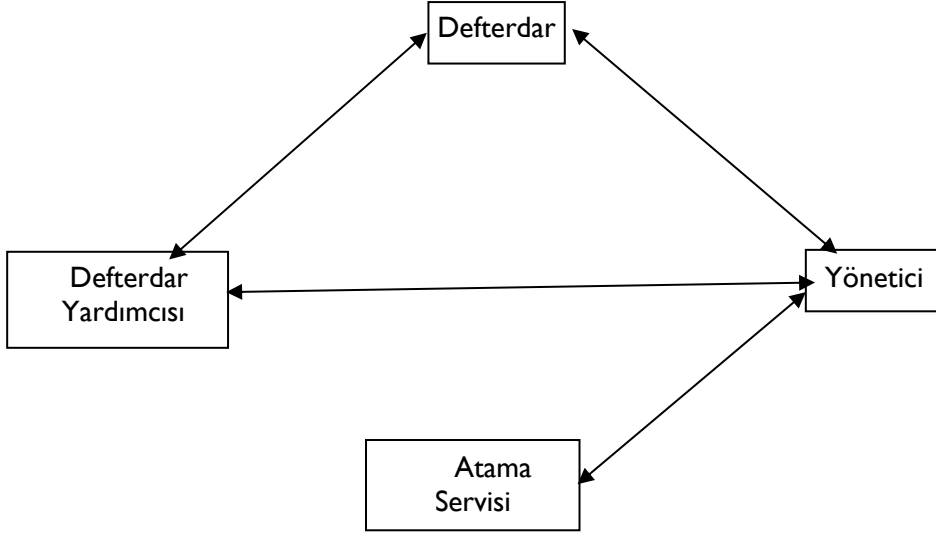 Defterdar
Defterdar
Yardımcısı
Yönetici
Atama
Servisi